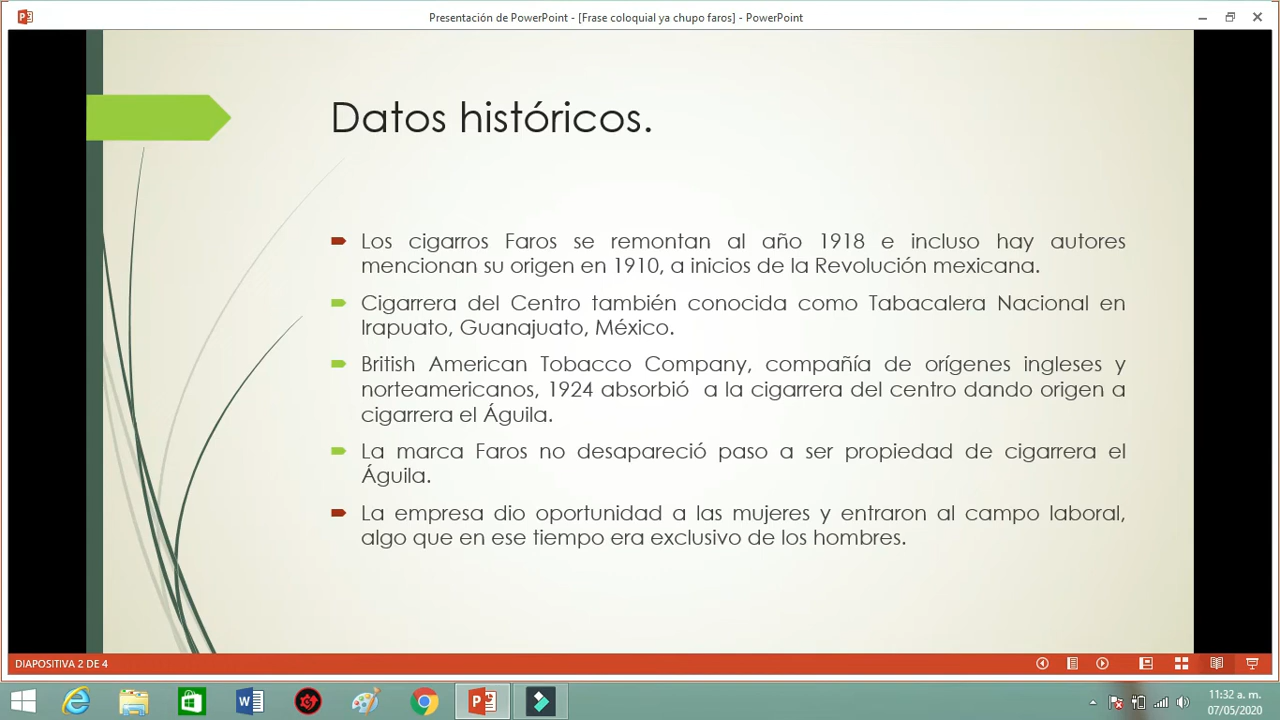 Presentación de PowerPoint - [Frase coloquial ya chupo faros] - PowerPoint
Datos históricos.
Los cigarros Faros se remontan al año 1918 e incluso hay autores
mencionan su origen en 1910, a inicios de la Revolución mexicana.
Cigarrera del Centro también conocida como Tabacalera Nacional en
Irapuato, Guanajuato, México.
British American Tobacco Company, compañía de orígenes ingleses y
norteamericanos, 1924 absorbió a la cigarrera del centro dando origen a
cigarrera el Águila.
La marca Faros no desapareció paso a ser propiedad de cigarrera el
Águila.
La empresa dio oportunidad a las mujeres y entraron al campo laboral,
algo que en ese tiempo era exclusivo de los hombres.
DIAPOSITIVA 2 DE 4
11:32 a. m.
07/05/2020